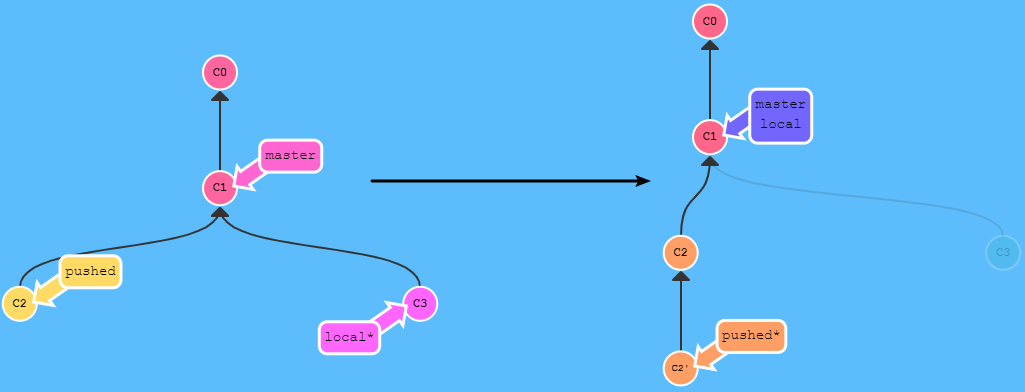 C0
master
C1
pushed
C2
C3
local*
C0
master
local
C1
C2
C3
pushed*
C2'